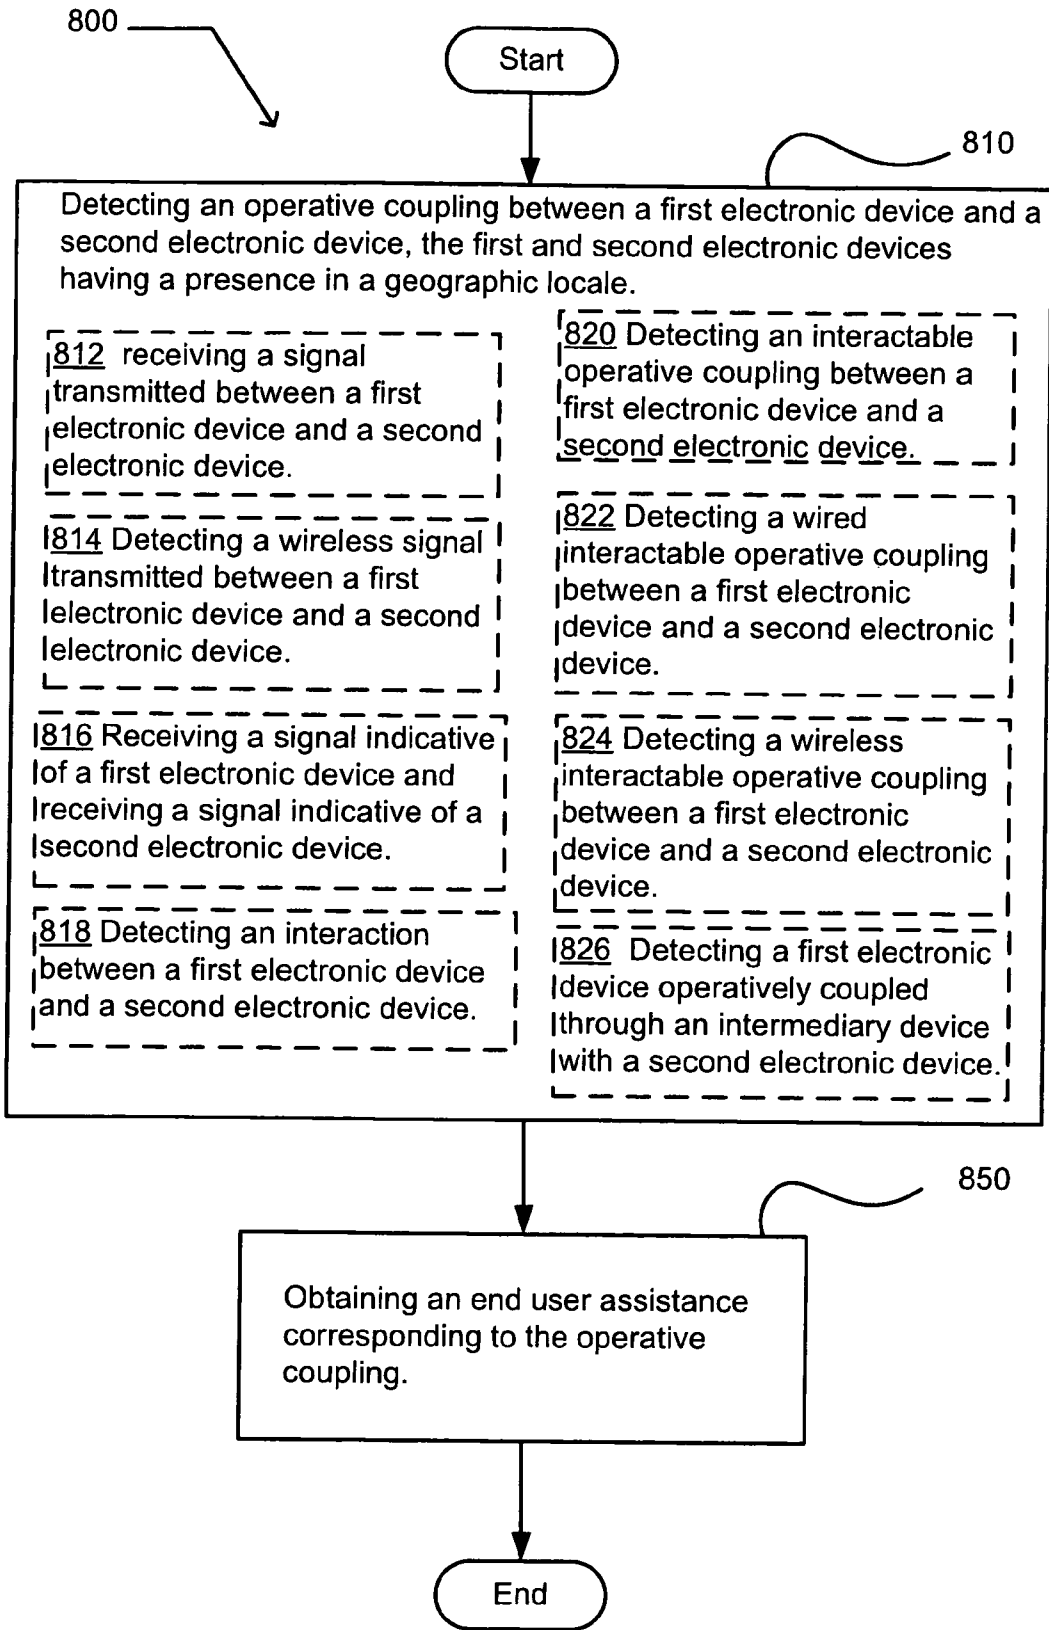 800
Start
810
Detecting an operative coupling between a first electronic device and a
second electronic device, the first and second electronic devices
having a presence in a geographic locale.
812 receiving a signal
transmitted between a first
electronic device and a second
electronic device.
814 Detecting a wireless signal
transmitted between a first
electronic device and a second
electronic device.
816 Receiving a signal indicative
of a first electronic device and
receiving a signal indicative of a
second electronic device.
818 Detecting an interaction
between a first electronic device
and a second electronic device.
820 Detecting an interactable
operative coupling between a
first electronic device and a
second electronic device.
822 Detecting a wired
interactable operative coupling
between a first electronic
device and a second electronic
device.
824 Detecting a wireless
interactable operative coupling
between a first electronic
device and a second electronic
device.
826 Detecting a first electronic
device operatively coupled
through an intermediary device
with a second electronic device.
850
Obtaining an end user assistance
corresponding to the operative
coupling.
End